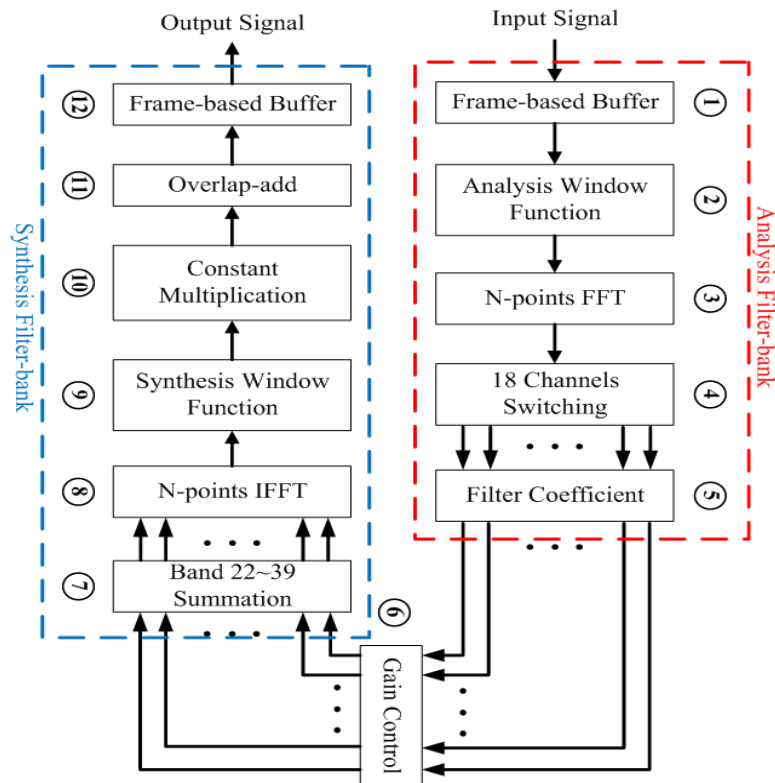 Input Signal
Frame-based Buffer
①
Analysis Window
Function
②
N-points FFT
③
18 Channels
Switching
④
Filter Coefficient
⑤
Analysis Filter-bank
Gain Control
⑥
Band 22~39
Summation
⑦
N-points IFFT
⑧
Synthesis Window
Function
⑨
Constant
Multiplication
⑩
Overlap-add
⑪
Frame-based Buffer
⑫
Synthesis Filter-bank
Output Signal